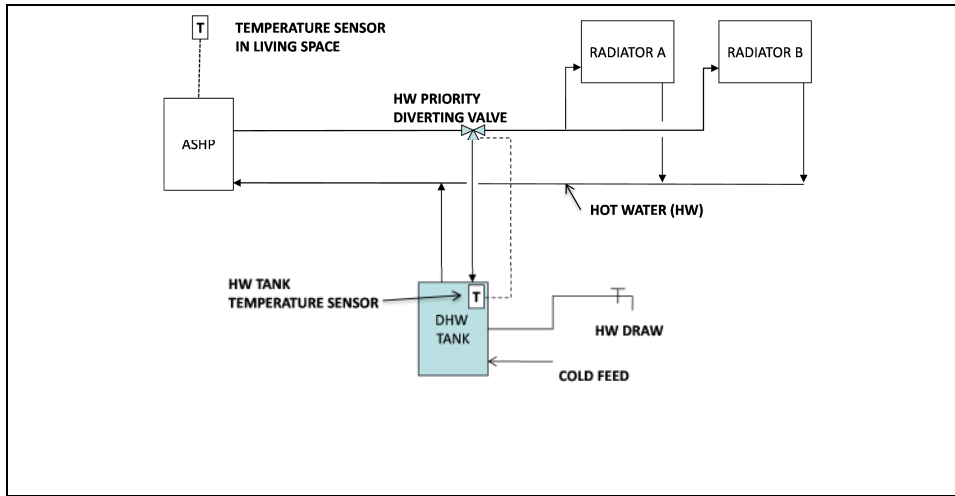 T
TEMPERATURE SENSOR
IN LIVING SPACE
RADIATOR A
RADIATOR B
HW PRIORITY
DIVERTING VALVE
ASHP
HOT WATER (HW)
HW TANK
TEMPERATURE SENSOR
T
DHW
TANK
HW DRAW
COLD FEED